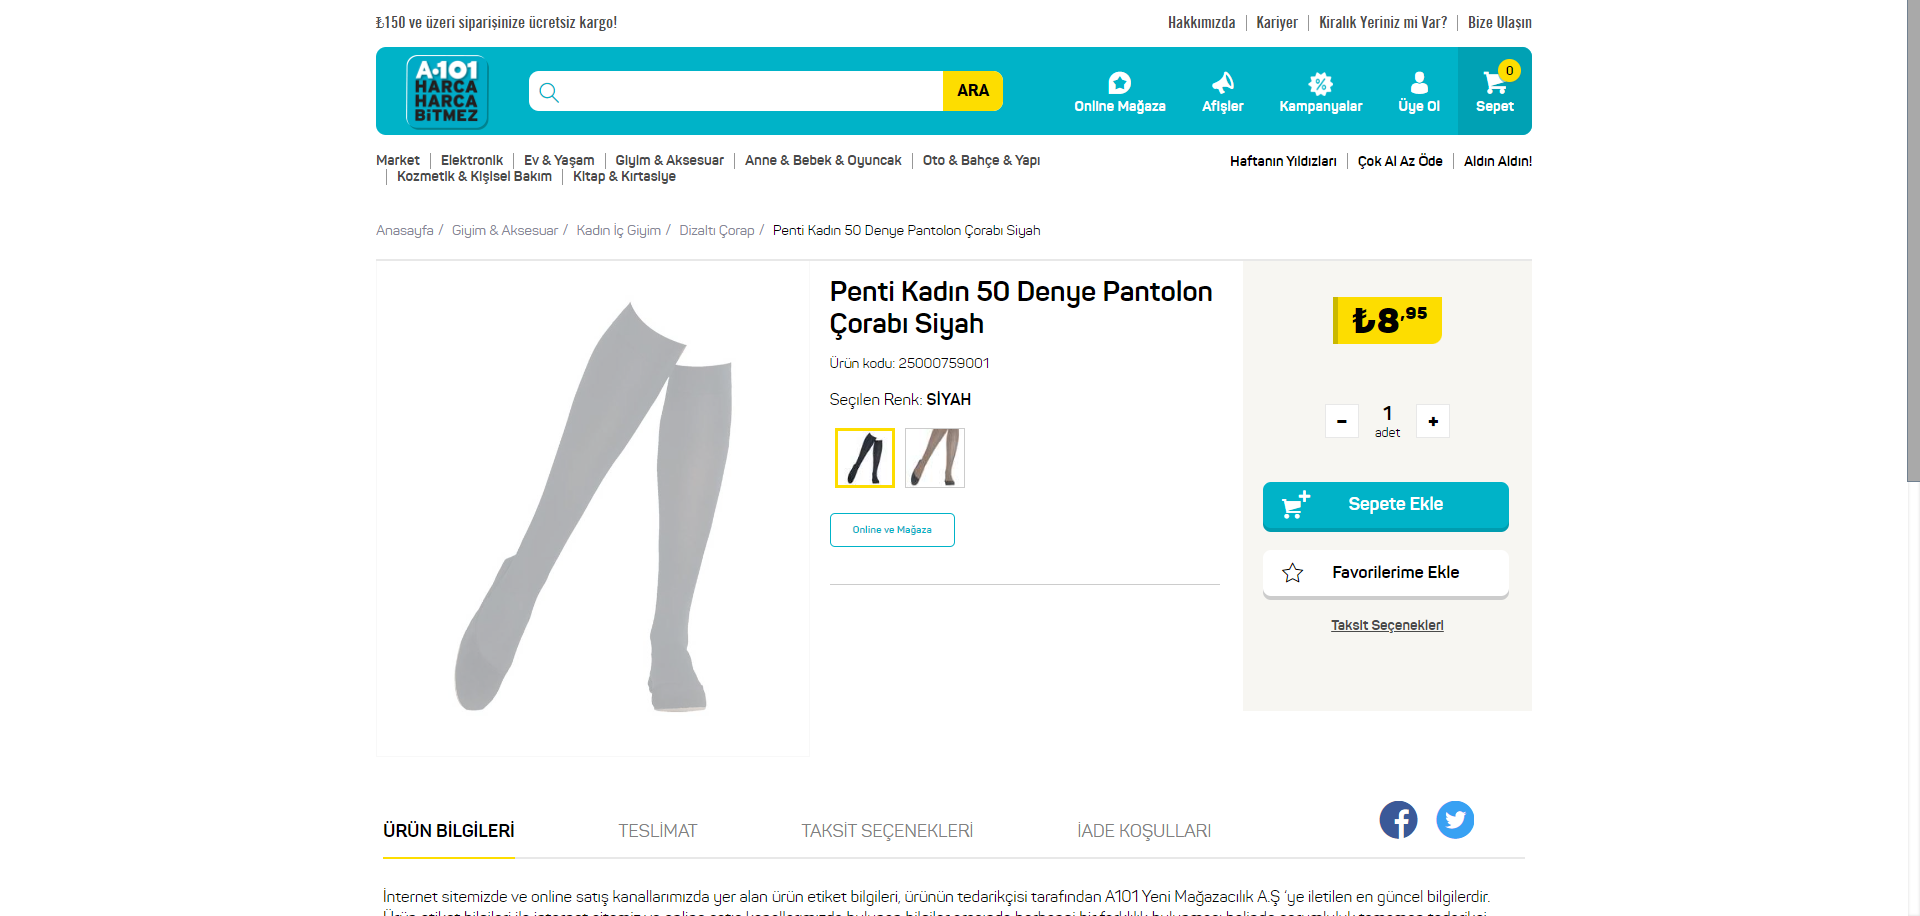 ₺150 ve üzeri siparişinize ücretsiz kargo!
Hakkımızda
Kariyer
Kiralık Yeriniz mi Var?
Bize Ulaşın
A101
HARCA
HARCA
BİTMEZ
ARA
Online Mağaza
Afişler
Kampanyalar
Üye Ol
0
Sepet
Market
Elektronik
Ev & Yaşam
Giyim & Aksesuar
Anne & Bebek & Oyuncak
Oto & Bahçe & Yapı
Kozmetik & Kişisel Bakım
Kitap & Kırtasiye
Haftanın Yıldızları
Çok Al Az Öde
Aldın Aldın!
Anasayfa / Giyim & Aksesuar / Kadın İç Giyim / Dizaltı Çorap / Penti Kadın 50 Denye Pantolon Çorabı Siyah
Penti Kadın 50 Denye Pantolon
Çorabı Siyah
Ürün kodu: 25000759001
Seçilen Renk: SİYAH
Online ve Mağaza
₺8,95
-
1
adet
+
Sepete Ekle
Favorilerime Ekle
Taksit Seçenekleri
ÜRÜN BİLGİLERİ
TESLİMAT
TAKSİT SEÇENEKLERİ
İADE KOŞULLARI
İnternet sitemizde ve online satış kanallarımızda yer alan ürün etiket bilgileri, ürünün tedarikçisi tarafından A101 Yeni Mağazacılık A.Ş 'ye iletilen en güncel bilgilerdir.